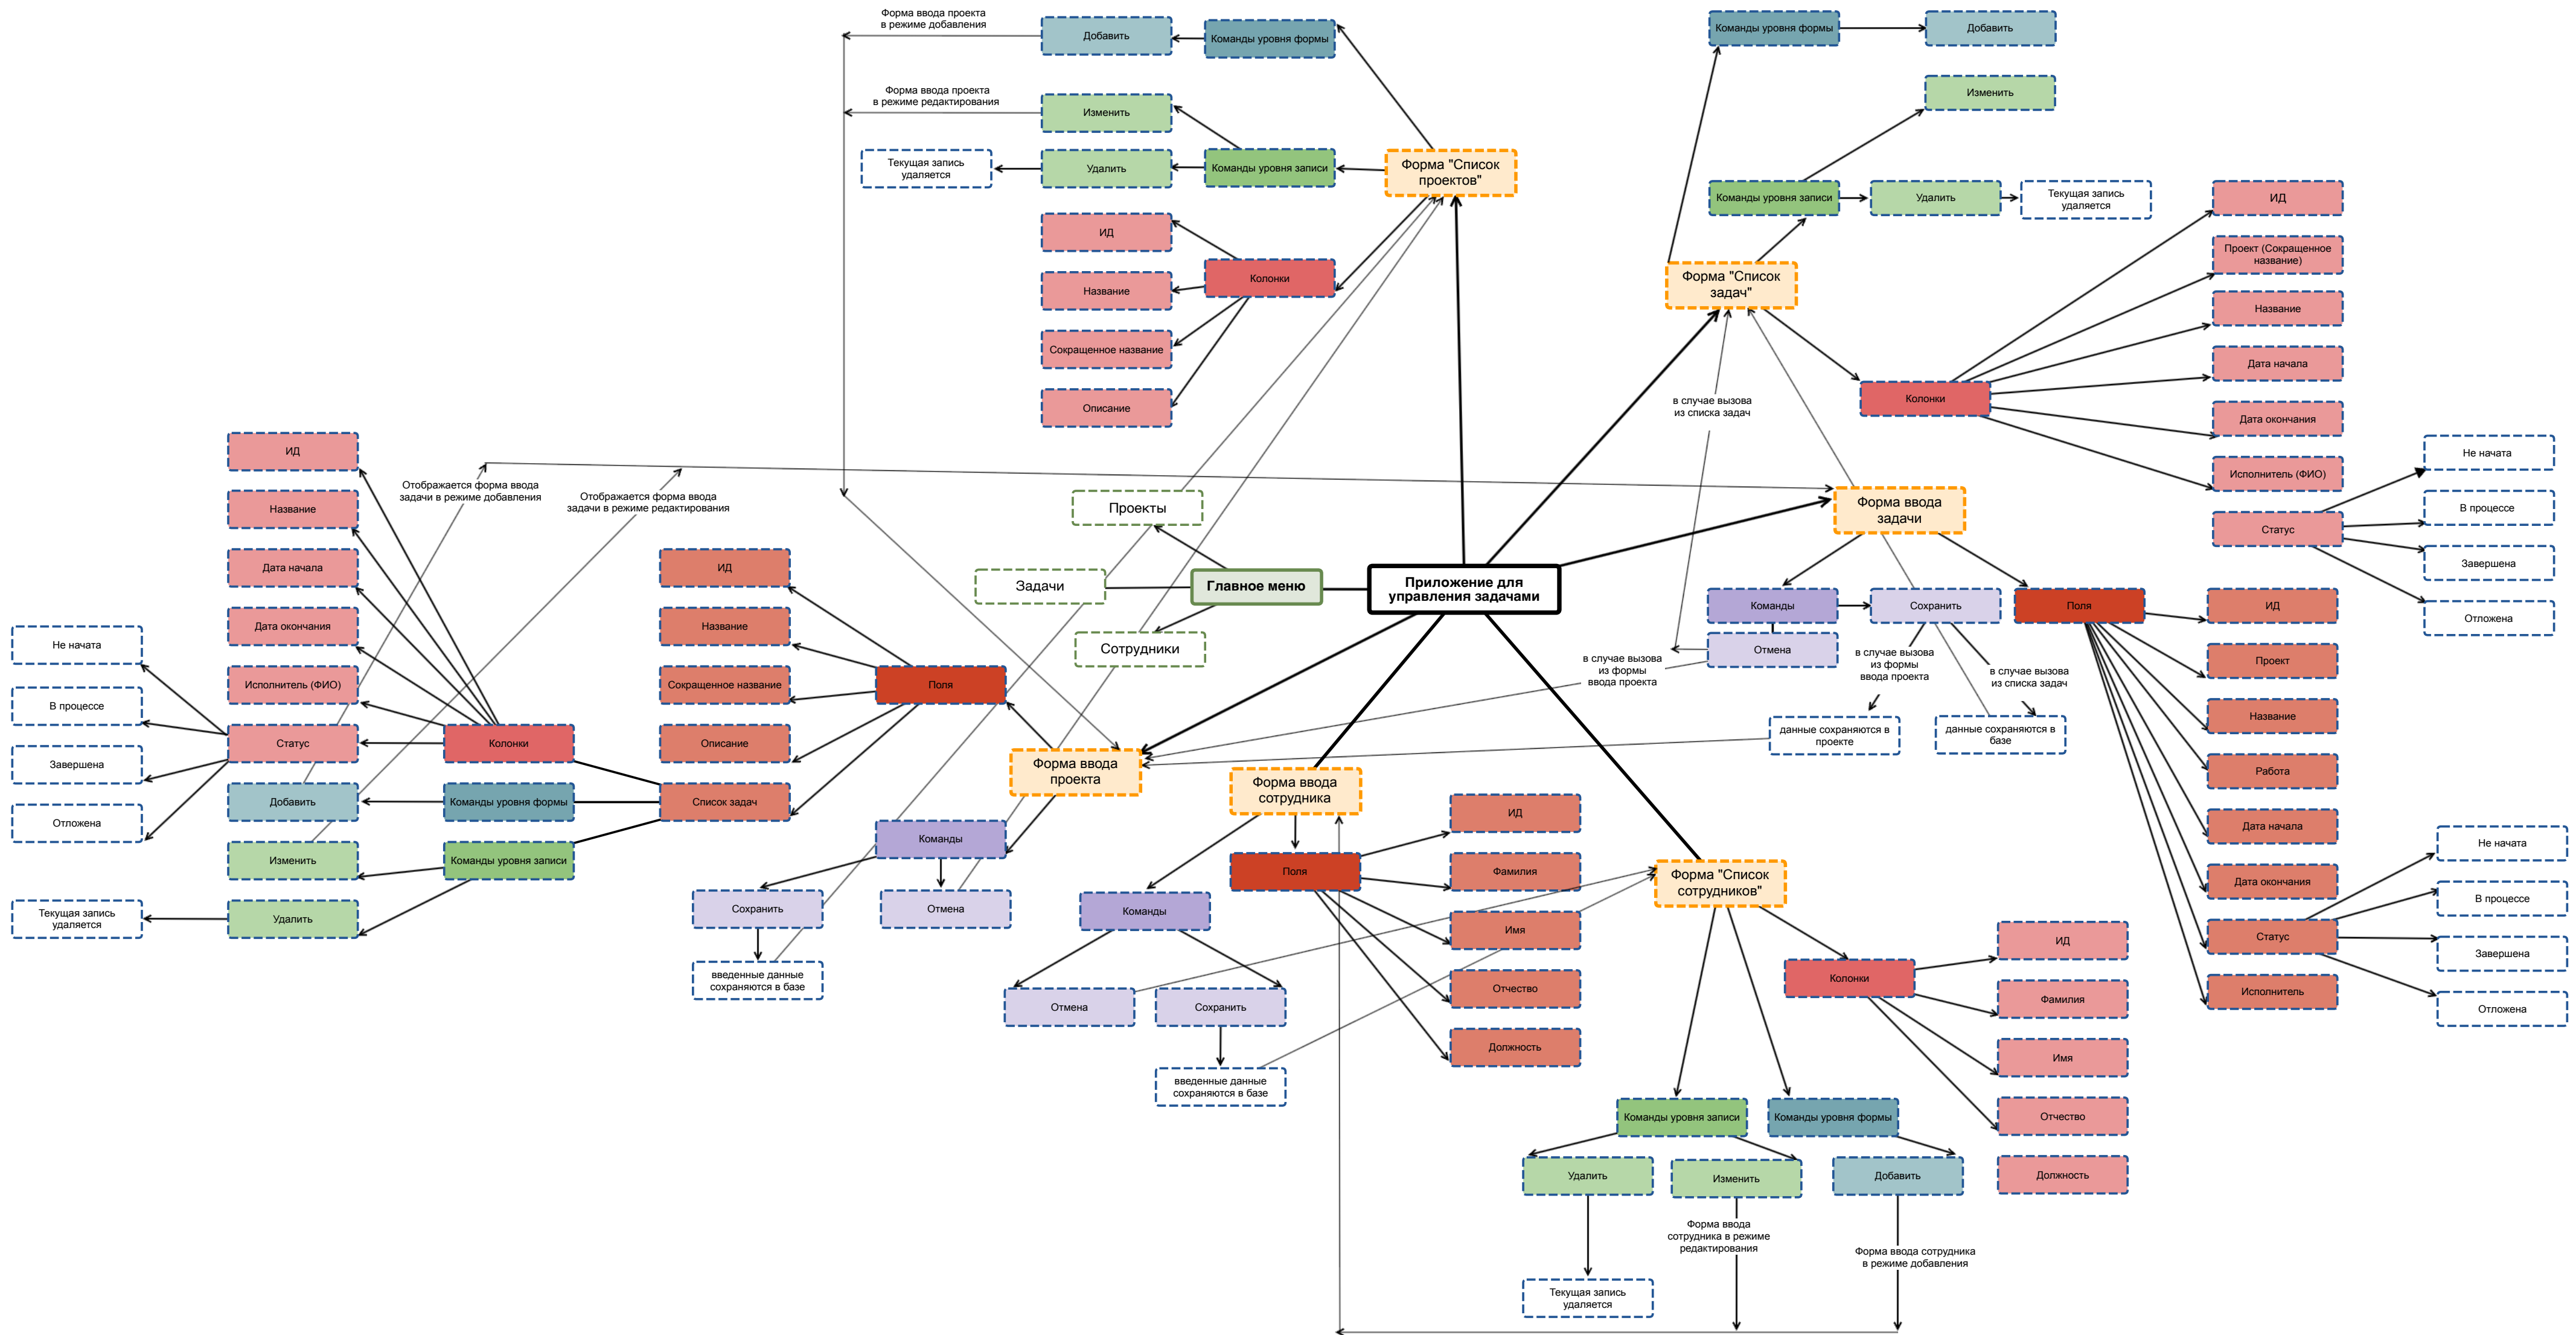 Форма ввода проекта
в режиме добавления
Добавить
Команды уровня формы
Форма ввода проекта
в режиме редактирования
Изменить
Текущая запись
удаляется
Удалить
Команды уровня записи
Форма "Список
проектов"
ИД
Колонки
Название
Сокращенное название
Описание
Команды уровня формы
Добавить
Изменить
Команды уровня записи
Удалить
Текущая запись
удаляется
Форма "Список
задач"
Колонки
ИД
Проект (Сокращенное
название)
Название
Дата начала
Дата окончания
Исполнитель (ФИО)
Статус
Не начата
В процессе
Завершена
Отложена
в случае вызова
из списка задач
ИД
Название
Дата начала
Дата окончания
Исполнитель (ФИО)
Статус
Колонки
Не начата
В процессе
Завершена
Отложена
Отображается форма ввода
задачи в режиме добавления
Отображается форма ввода
задачи в режиме редактирования
Добавить
Команды уровня формы
Список задач
Изменить
Команды уровня записи
Текущая запись
удаляется
Удалить
Проекты
Задачи
Главное меню
Сотрудники
Приложение для
управления задачами
ИД
Название
Сокращенное название
Поля
Описание
Форма ввода
проекта
Команды
Сохранить
Отмена
введенные данные
сохраняются в базе
Форма ввода
задачи
Команды
Сохранить
Отмена
Поля
в случае вызова
из формы
ввода проекта
в случае вызова
из формы
ввода проекта
в случае вызова
из списка задач
данные сохраняются в
проекте
данные сохраняются в
базе
ИД
Проект
Название
Работа
Дата начала
Дата окончания
Статус
Исполнитель
Не начата
В процессе
Завершена
Отложена
Форма ввода
сотрудника
Поля
ИД
Фамилия
Имя
Отчество
Должность
Команды
Отмена
Сохранить
введенные данные
сохраняются в базе
Форма "Список
сотрудников"
Колонки
ИД
Фамилия
Имя
Отчество
Должность
Команды уровня записи
Команды уровня формы
Удалить
Изменить
Добавить
Форма ввода
сотрудника в режиме
редактирования
Форма ввода сотрудника
в режиме добавления
Текущая запись
удаляется